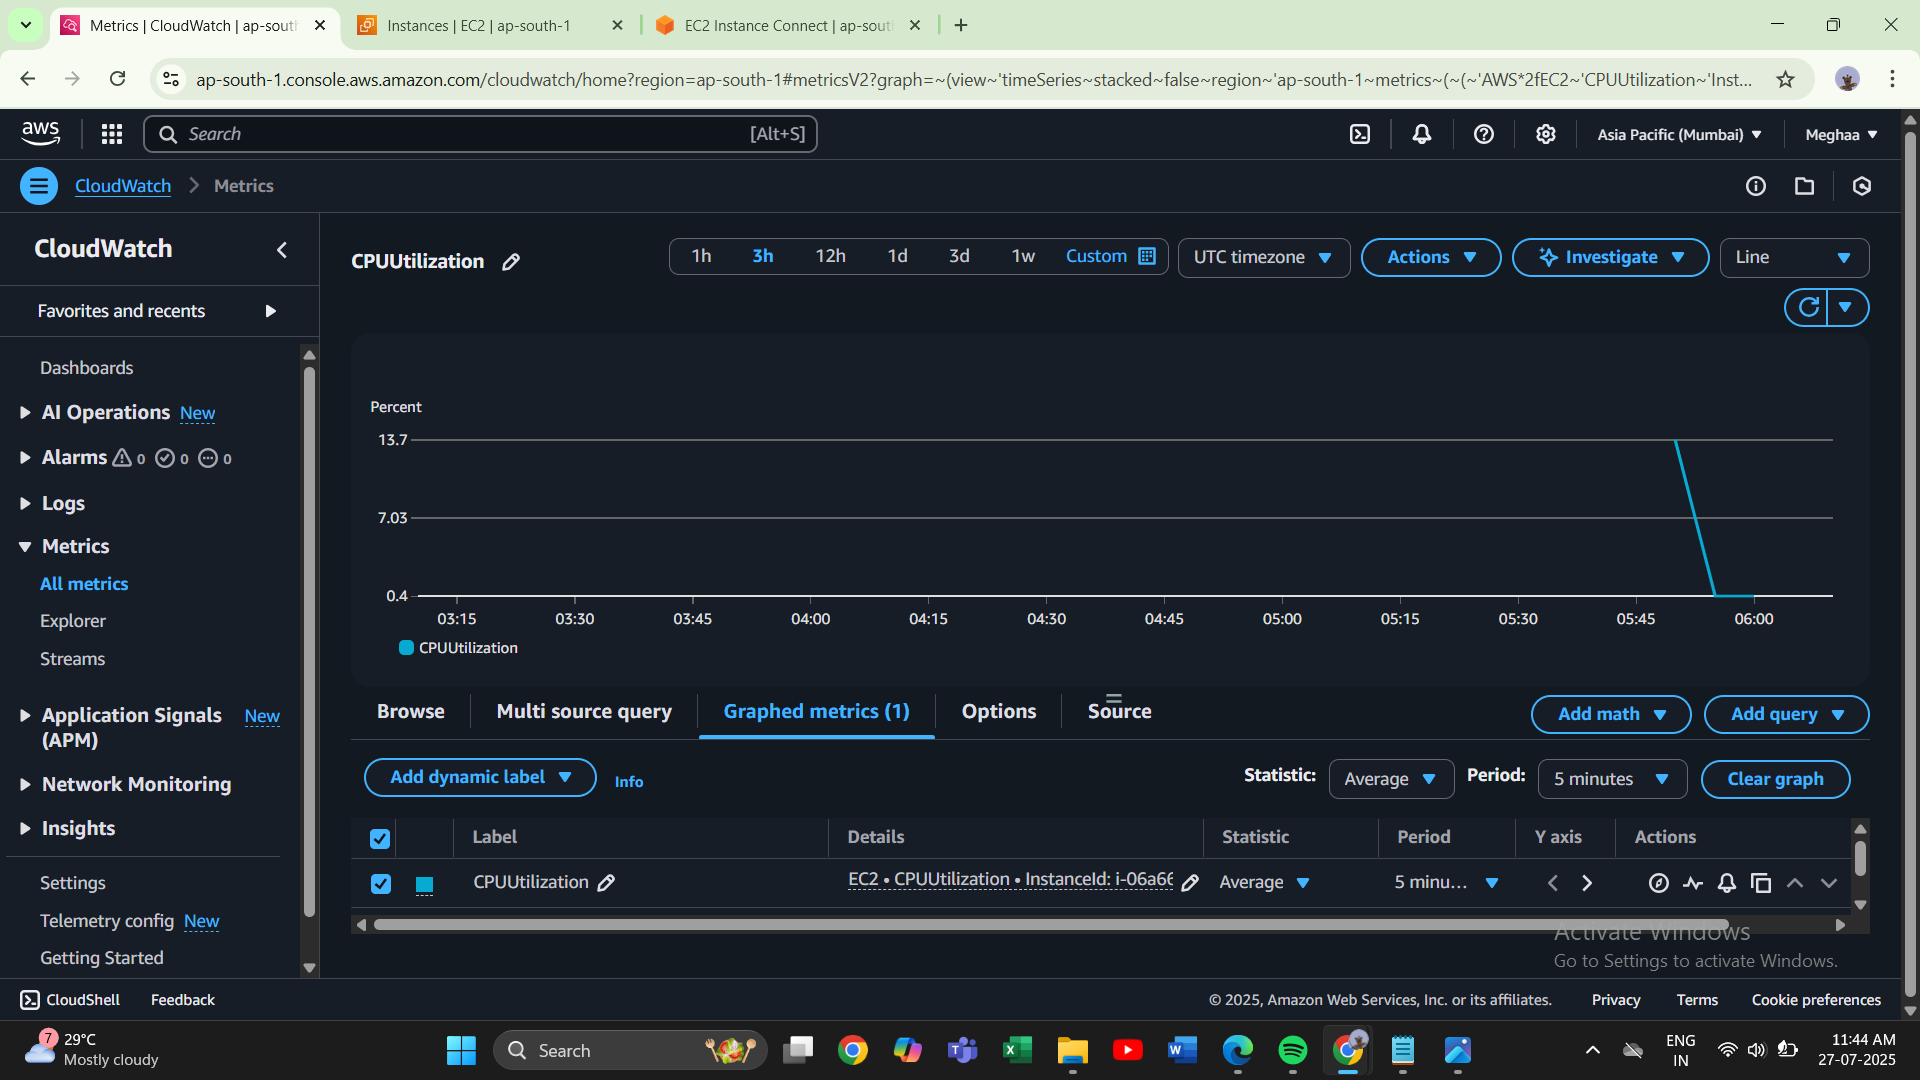 Metrics | CloudWatch | ap-sout
Instances | EC2 | ap-south-1
EC2 Instance Connect | ap-sout
ap-south-1.console.aws.amazon.com/cloudwatch/home?region=ap-south-1#metricsV2?graph=~(view~'timeSeries~stacked~false~region~'ap-south-1~metrics~(~(~'AWS*2fEC2~'CPUUtilization~'Inst...
aws
Search
[Alt+S]
Asia Pacific (Mumbai)
Meghaa
CloudWatch
Metrics
CloudWatch
Favorites and recents
Dashboards
AI Operations New
Alarms 0 0 0
Logs
Metrics
All metrics
Explorer
Streams
Application Signals New
(APM)
Network Monitoring
Insights
Settings
Telemetry config New
Getting Started
CPUUtilization
1h 3h 12h 1d 3d 1w Custom
UTC timezone
Actions
Investigate
Line
Percent
13.7
7.03
0.4
03:15 03:30 03:45 04:00 04:15 04:30 04:45 05:00 05:15 05:30 05:45 06:00
CPUUtilization
Browse
Multi source query
Graphed metrics (1)
Options
Source
Add math
Add query
Add dynamic label
Info
Statistic: Average
Period: 5 minutes
Clear graph
Label Details Statistic Period Y axis Actions
CPUUtilization EC2 • CPUUtilization • InstanceId: i-06a66 Average 5 minu...
Activate Windows
Go to Settings to activate Windows.
CloudShell
Feedback
© 2025, Amazon Web Services, Inc. or its affiliates.
Privacy
Terms
Cookie preferences
7
29°C
Mostly cloudy
Search
ENG
IN
11:44 AM
27-07-2025